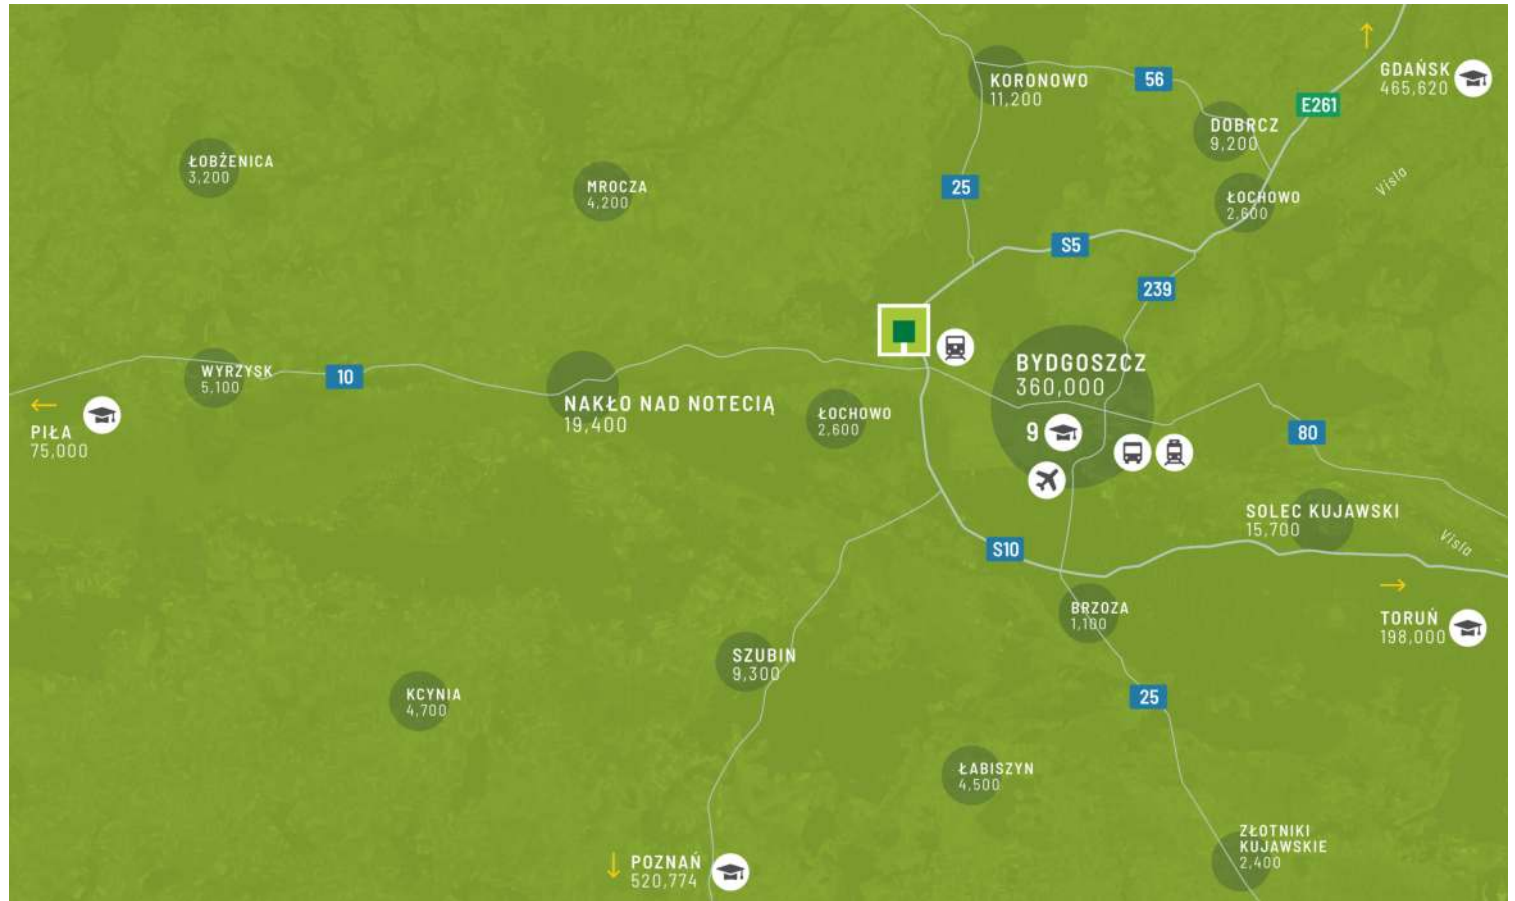 GDAŃSK
465,620
KORONOWO
11,200
56
E261
DOBRCZ
9,200
ŁOBŻENICA
3,200
MROCZA
4,200
25
Visla
ŁOCHOWO
2,600
S5
239
BYDGOSZCZ
360,000
9
WYRZYSK
5,100
10
NAKŁO NAD NOTECIĄ
19,400
ŁOCHOWO
2,600
PIŁA
75,000
80
SOLEC KUJAWSKI
15,700
Visla
S10
BRZOZA
1,100
TORUŃ
198,000
SZUBIN
9,300
KCYNIA
4,700
25
ŁABISZYN
4,500
ZŁOTNIKI
KUJAWSKIE
2,400
POZNAŃ
520,774